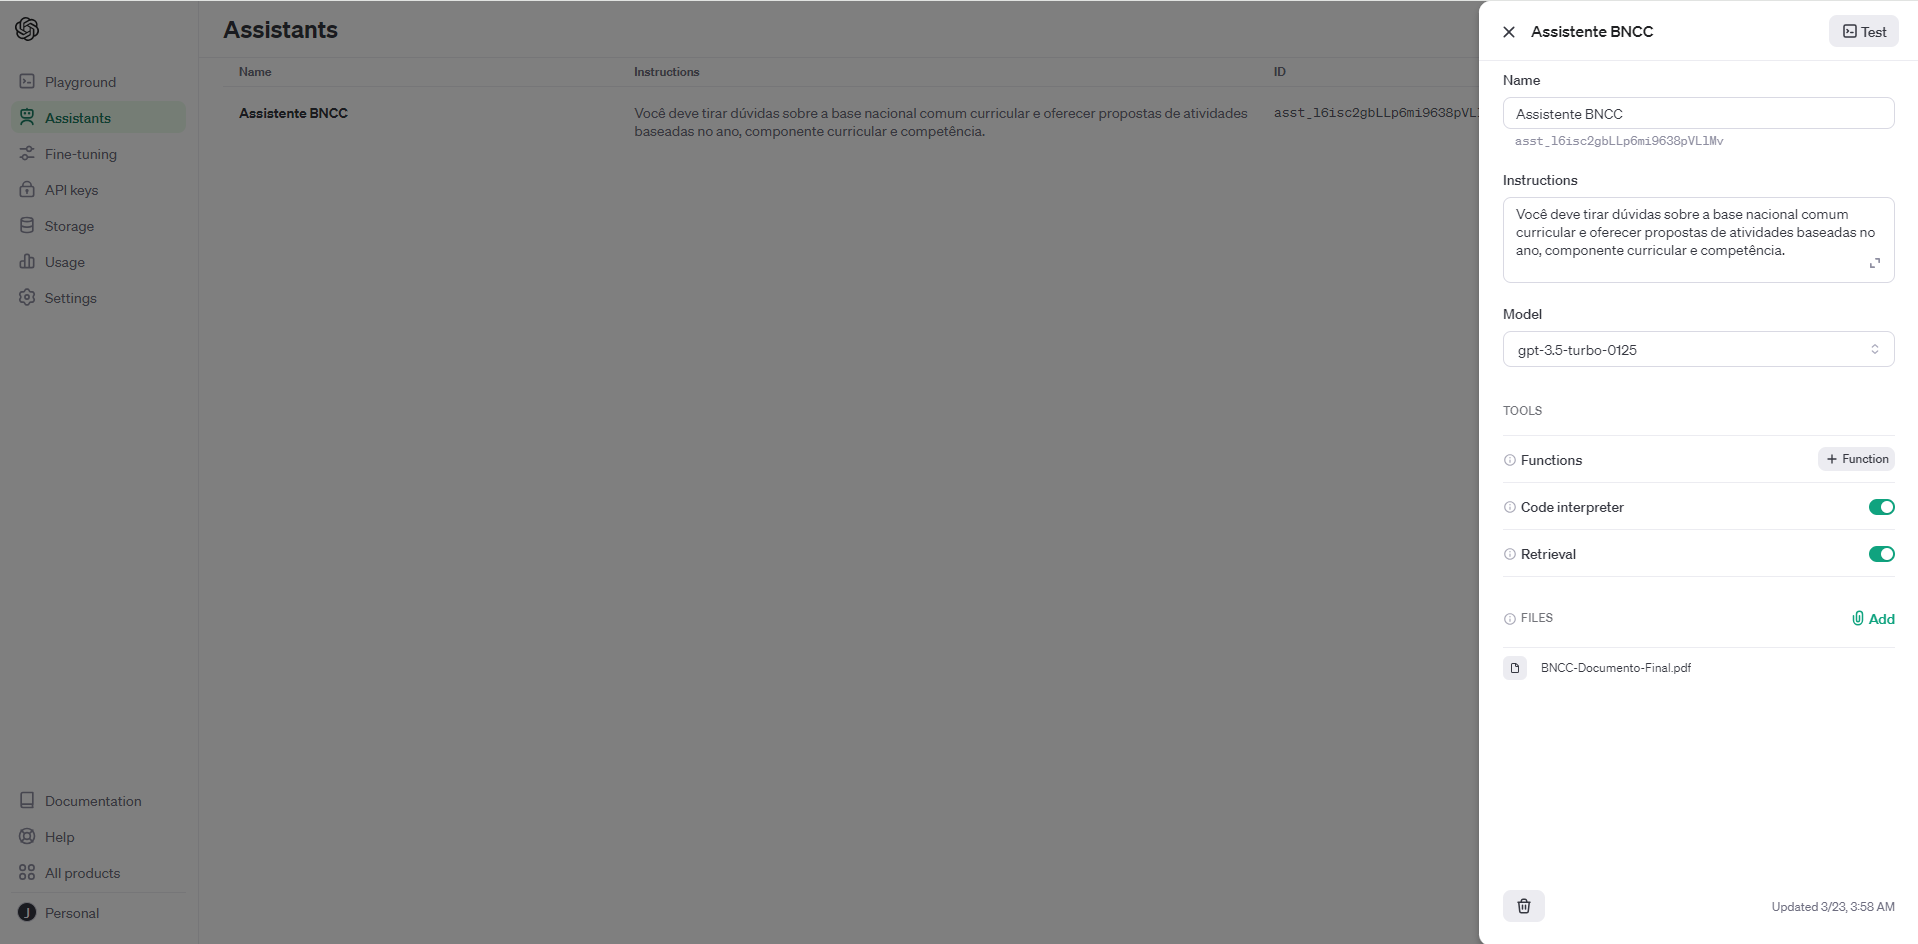 Playground
Assistants
Fine-tuning
API keys
Storage
Usage
Settings
Documentation
Help
All products
J
Personal
Assistants
Name
Instructions
ID
Assistente BNCC
Você deve tirar dúvidas sobre a base nacional comum curricular e oferecer propostas de atividades
baseadas no ano, componente curricular e competência.
asst_l6isc2gbLLp6mi9638pVL
Assistente BNCC
Test
Name
Assistente BNCC
asst_l6isc2gbLLp6mi9638pVLlMv
Instructions
Você deve tirar dúvidas sobre a base nacional comum
curricular e oferecer propostas de atividades baseadas no
ano, componente curricular e competência.
Model
gpt-3.5-turbo-0125
TOOLS
Functions
+ Function
Code interpreter
Retrieval
FILES
Add
BNCC-Documento-Final.pdf
Updated 3/23, 3:58 AM